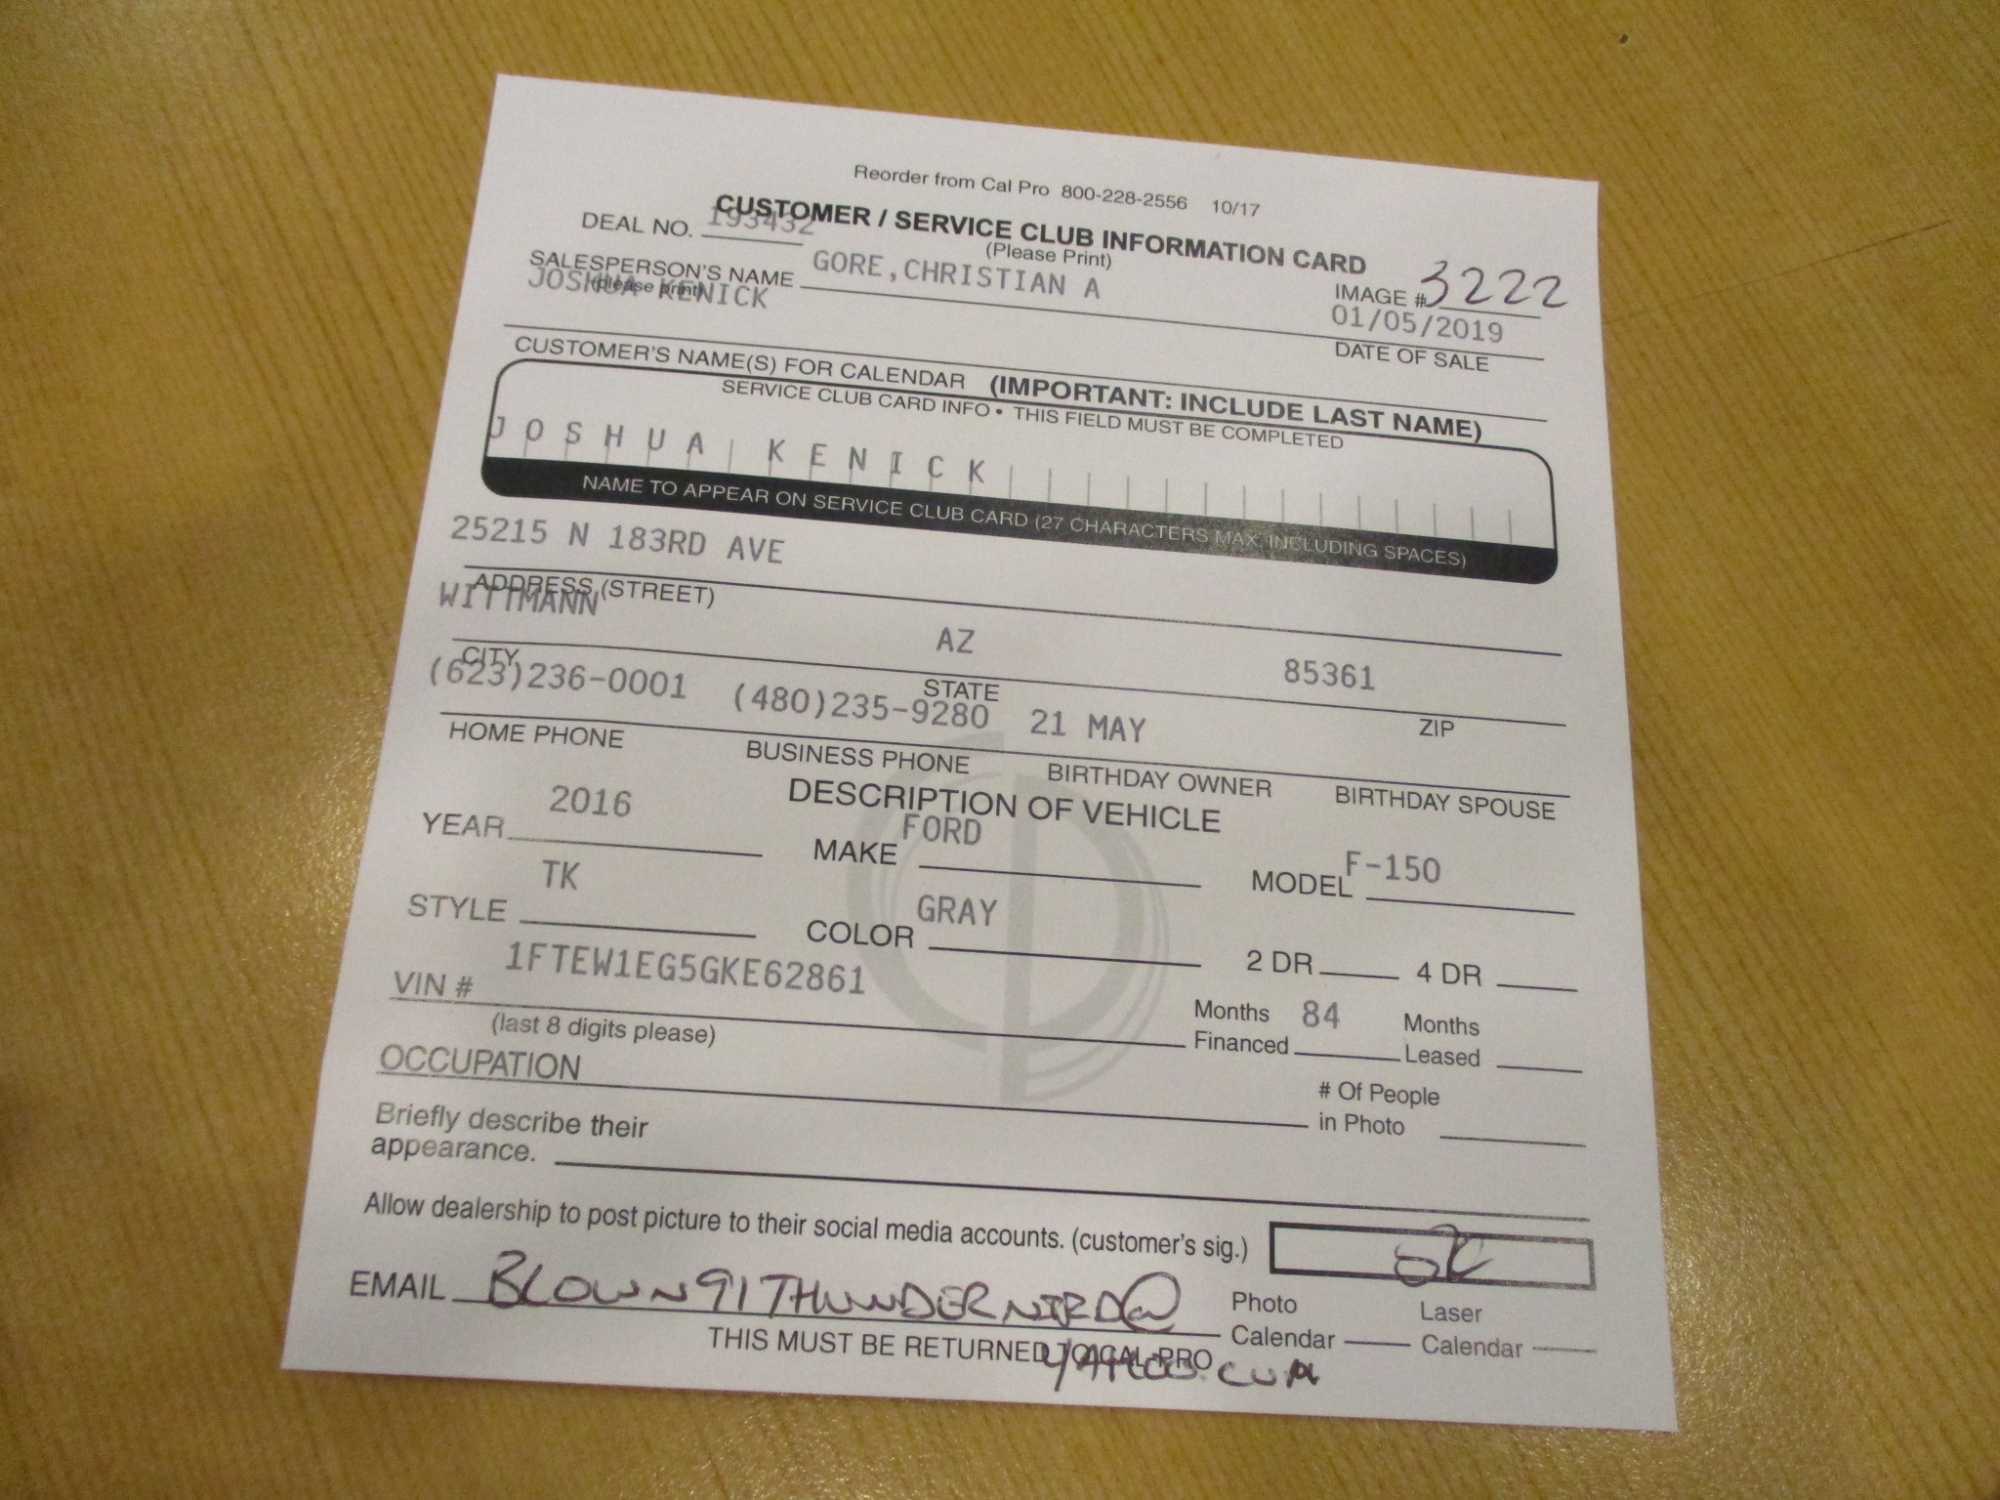 Reorder from Cal Pro 800-228-2556 10/17
CUSTOMER / SERVICE CLUB INFORMATION CARD
DEAL NO. 193432
(Please Print)
SALESPERSON'S NAME GORE,CHRISTIAN A
(please print)
IMAGE # 3222
JOSHUA KENICK
01/05/2019
DATE OF SALE
CUSTOMER'S NAME(S) FOR CALENDAR (IMPORTANT: INCLUDE LAST NAME)
SERVICE CLUB CARD INFO • THIS FIELD MUST BE COMPLETED
JOSHUA KENICK
NAME TO APPEAR ON SERVICE CLUB CARD (27 CHARACTERS MAX. INCLUDING SPACES)
25215 N 183RD AVE
ADDRESS (STREET)
WITTMANN AZ 85361
CITY STATE ZIP
(623)236-0001 (480)235-9280 21 MAY
HOME PHONE BUSINESS PHONE BIRTHDAY OWNER BIRTHDAY SPOUSE
DESCRIPTION OF VEHICLE
YEAR 2016 MAKE FORD MODEL F-150
STYLE TK COLOR GRAY 2 DR 4 DR
VIN # 1FTEW1EG5GKE62861
(last 8 digits please)
Months Financed 84 Months Leased
OCCUPATION
# Of People in Photo
Briefly describe their
appearance.
Allow dealership to post picture to their social media accounts. (customer's sig.)
EMAIL BLOWN91THUNDERNIRD@
YAHOO.COM
Photo Calendar Laser Calendar
THIS MUST BE RETURNED TO CAL-PRO